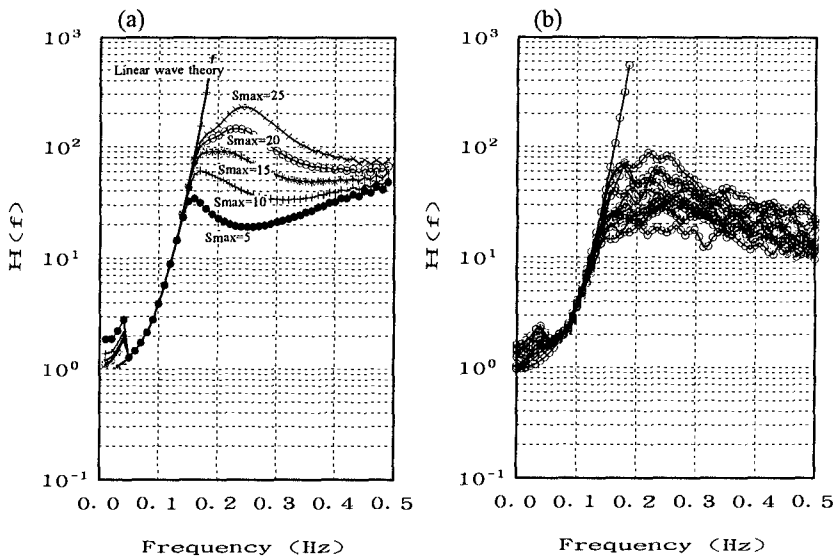 (a)
10³
10²
10¹
10⁰
10⁻¹
H(f)
Linear wave theory
Smax=25
Smax=20
Smax=15
Smax=10
Smax=5
0.0 0.1 0.2 0.3 0.4 0.5
Frequency (Hz)
(b)
10³
10²
10¹
10⁰
10⁻¹
H(f)
0.0 0.1 0.2 0.3 0.4 0.5
Frequency (Hz)